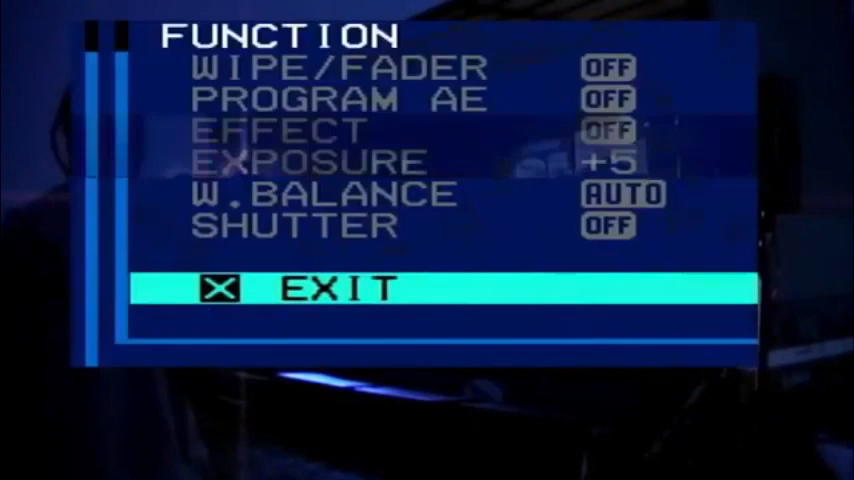 FUNCTION
WIPE/FADER OFF
PROGRAM AE OFF
EFFECT OFF
EXPOSURE +5
W.BALANCE AUTO
SHUTTER OFF
EXIT